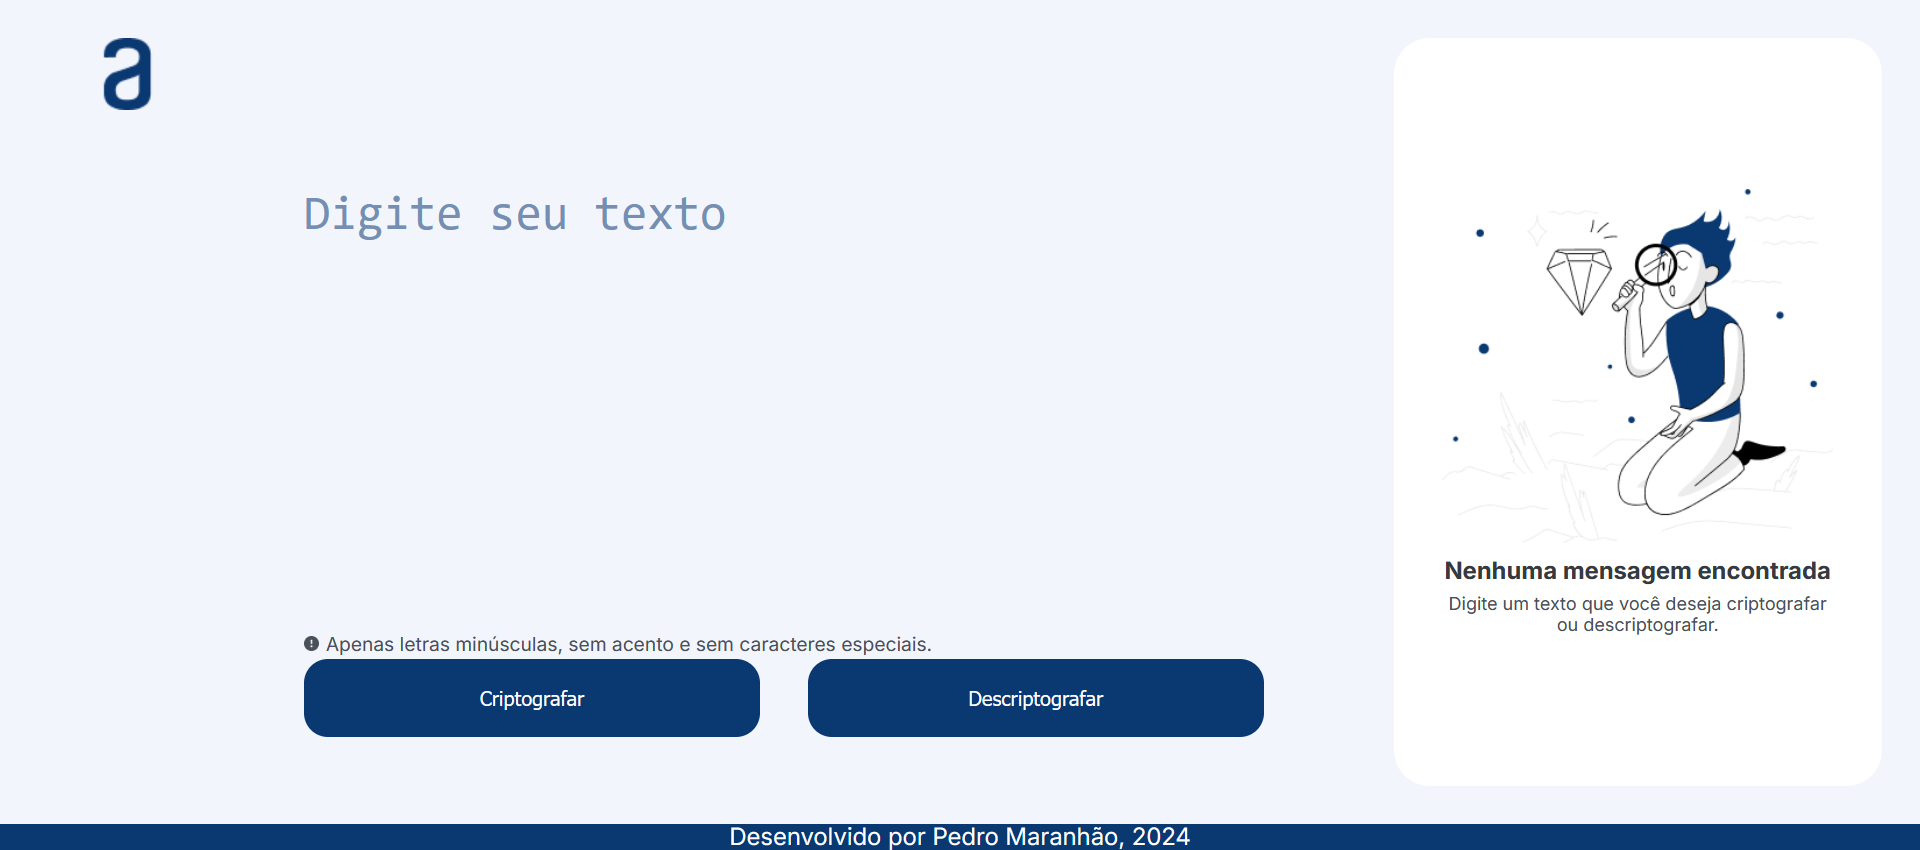 a
Digite seu texto
Apenas letras minúsculas, sem acento e sem caracteres especiais.
Criptografar
Descriptografar
Nenhuma mensagem encontrada
Digite um texto que você deseja criptografar
ou descriptografar.
Desenvolvido por Pedro Maranhão, 2024